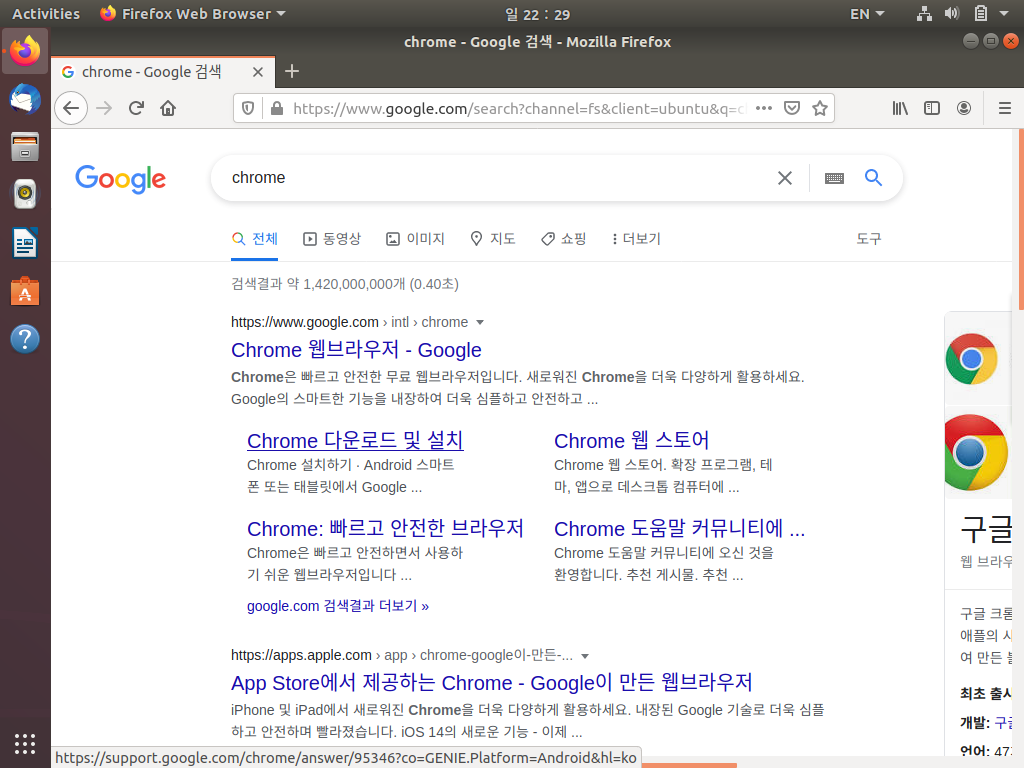 Activities
Firefox Web Browser
일 22 : 29
EN
chrome - Google 검색 - Mozilla Firefox
chrome - Google 검색
https://www.google.com/search?channel=fs&client=ubuntu&q=
Google
chrome
전체
동영상
이미지
지도
쇼핑
더보기
도구
검색결과 약 1,420,000,000개 (0.40초)
https://www.google.com › intl › chrome
Chrome 웹브라우저 - Google
Chrome은 빠르고 안전한 무료 웹브라우저입니다. 새로워진 Chrome을 더욱 다양하게 활용하세요.
Google의 스마트한 기능을 내장하여 더욱 심플하고 안전하고 ...
Chrome 다운로드 및 설치
Chrome 설치하기 · Android 스마트
폰 또는 태블릿에서 Google ...
Chrome 웹 스토어
Chrome 웹 스토어. 확장 프로그램, 테
마, 앱으로 데스크톱 컴퓨터에 ...
Chrome: 빠르고 안전한 브라우저
Chrome은 빠르고 안전하면서 사용하
기 쉬운 웹브라우저입니다 ...
Chrome 도움말 커뮤니티에 ...
Chrome 도움말 커뮤니티에 오신 것을
환영합니다. 추천 게시물. 추천 ...
google.com 검색결과 더보기 »
https://apps.apple.com › app › chrome-google이-만든-...
App Store에서 제공하는 Chrome - Google이 만든 웹브라우저
iPhone 및 iPad에서 새로워진 Chrome을 더욱 다양하게 활용하세요. 내장된 Google 기술로 더욱 심플
하고 안전하며 빨라졌습니다. iOS 14의 새로운 기능 - 이제 ...
구글
웹 브라우
구글 크롬
애플의 사
여 만든 
최초 출시
개발: 구글
언어: 47
https://support.google.com/chrome/answer/95346?co=GENIE.Platform=Android&hl=ko